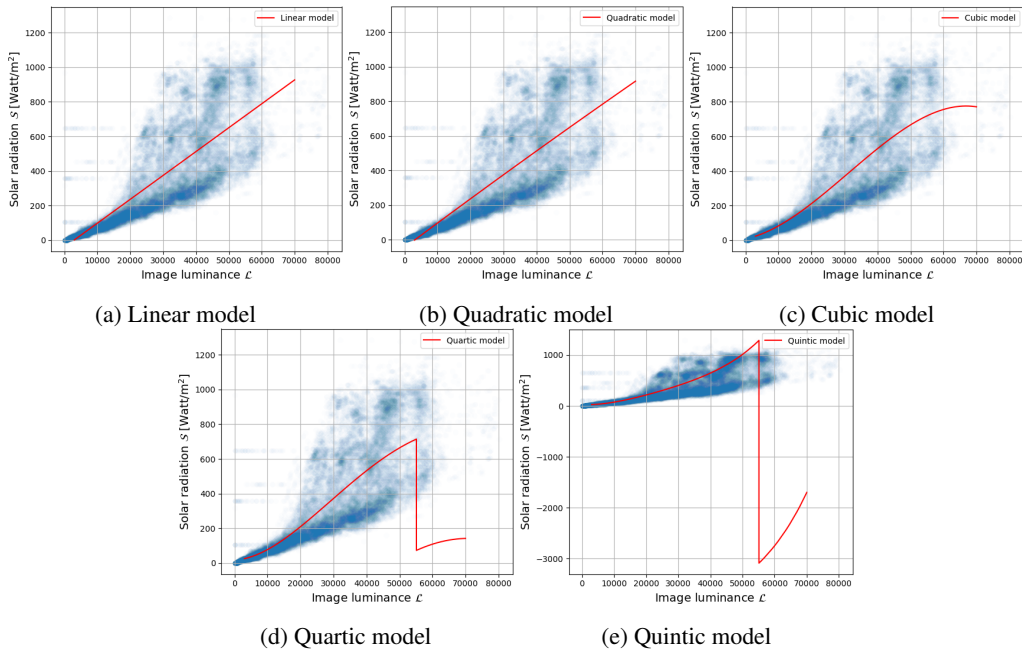 Linear model
1200
1000
800
600
400
200
0
0 10000 20000 30000 40000 50000 60000 70000 80000
Solar radiation 𝒮 [Watt/m²]
Image luminance ℒ
(a) Linear model
Quadratic model
1200
1000
800
600
400
200
0
0 10000 20000 30000 40000 50000 60000 70000 80000
Solar radiation 𝒮 [Watt/m²]
Image luminance ℒ
(b) Quadratic model
Cubic model
1200
1000
800
600
400
200
0
0 10000 20000 30000 40000 50000 60000 70000 80000
Solar radiation 𝒮 [Watt/m²]
Image luminance ℒ
(c) Cubic model
Quartic model
1200
1000
800
600
400
200
0
0 10000 20000 30000 40000 50000 60000 70000 80000
Solar radiation 𝒮 [Watt/m²]
Image luminance ℒ
(d) Quartic model
Quintic model
1000
0
−1000
−2000
−3000
0 10000 20000 30000 40000 50000 60000 70000 80000
Solar radiation 𝒮 [Watt/m²]
Image luminance ℒ
(e) Quintic model